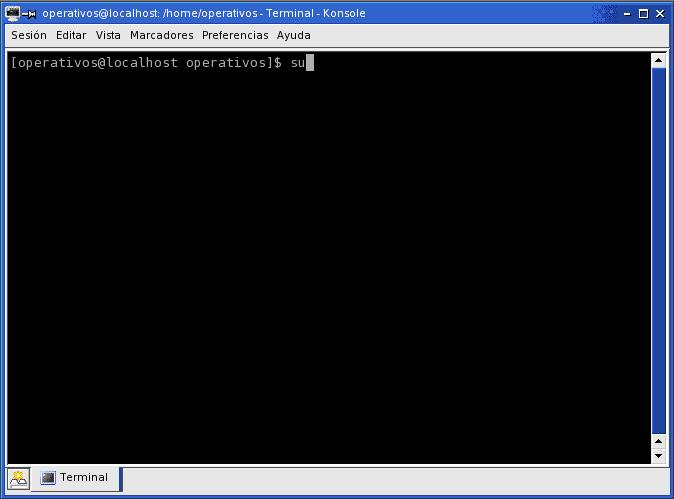 operativos@localhost: /home/operativos - Terminal - Konsole
Sesión Editar Vista Marcadores Preferencias Ayuda
[operativos@localhost operativos]$ su
Terminal